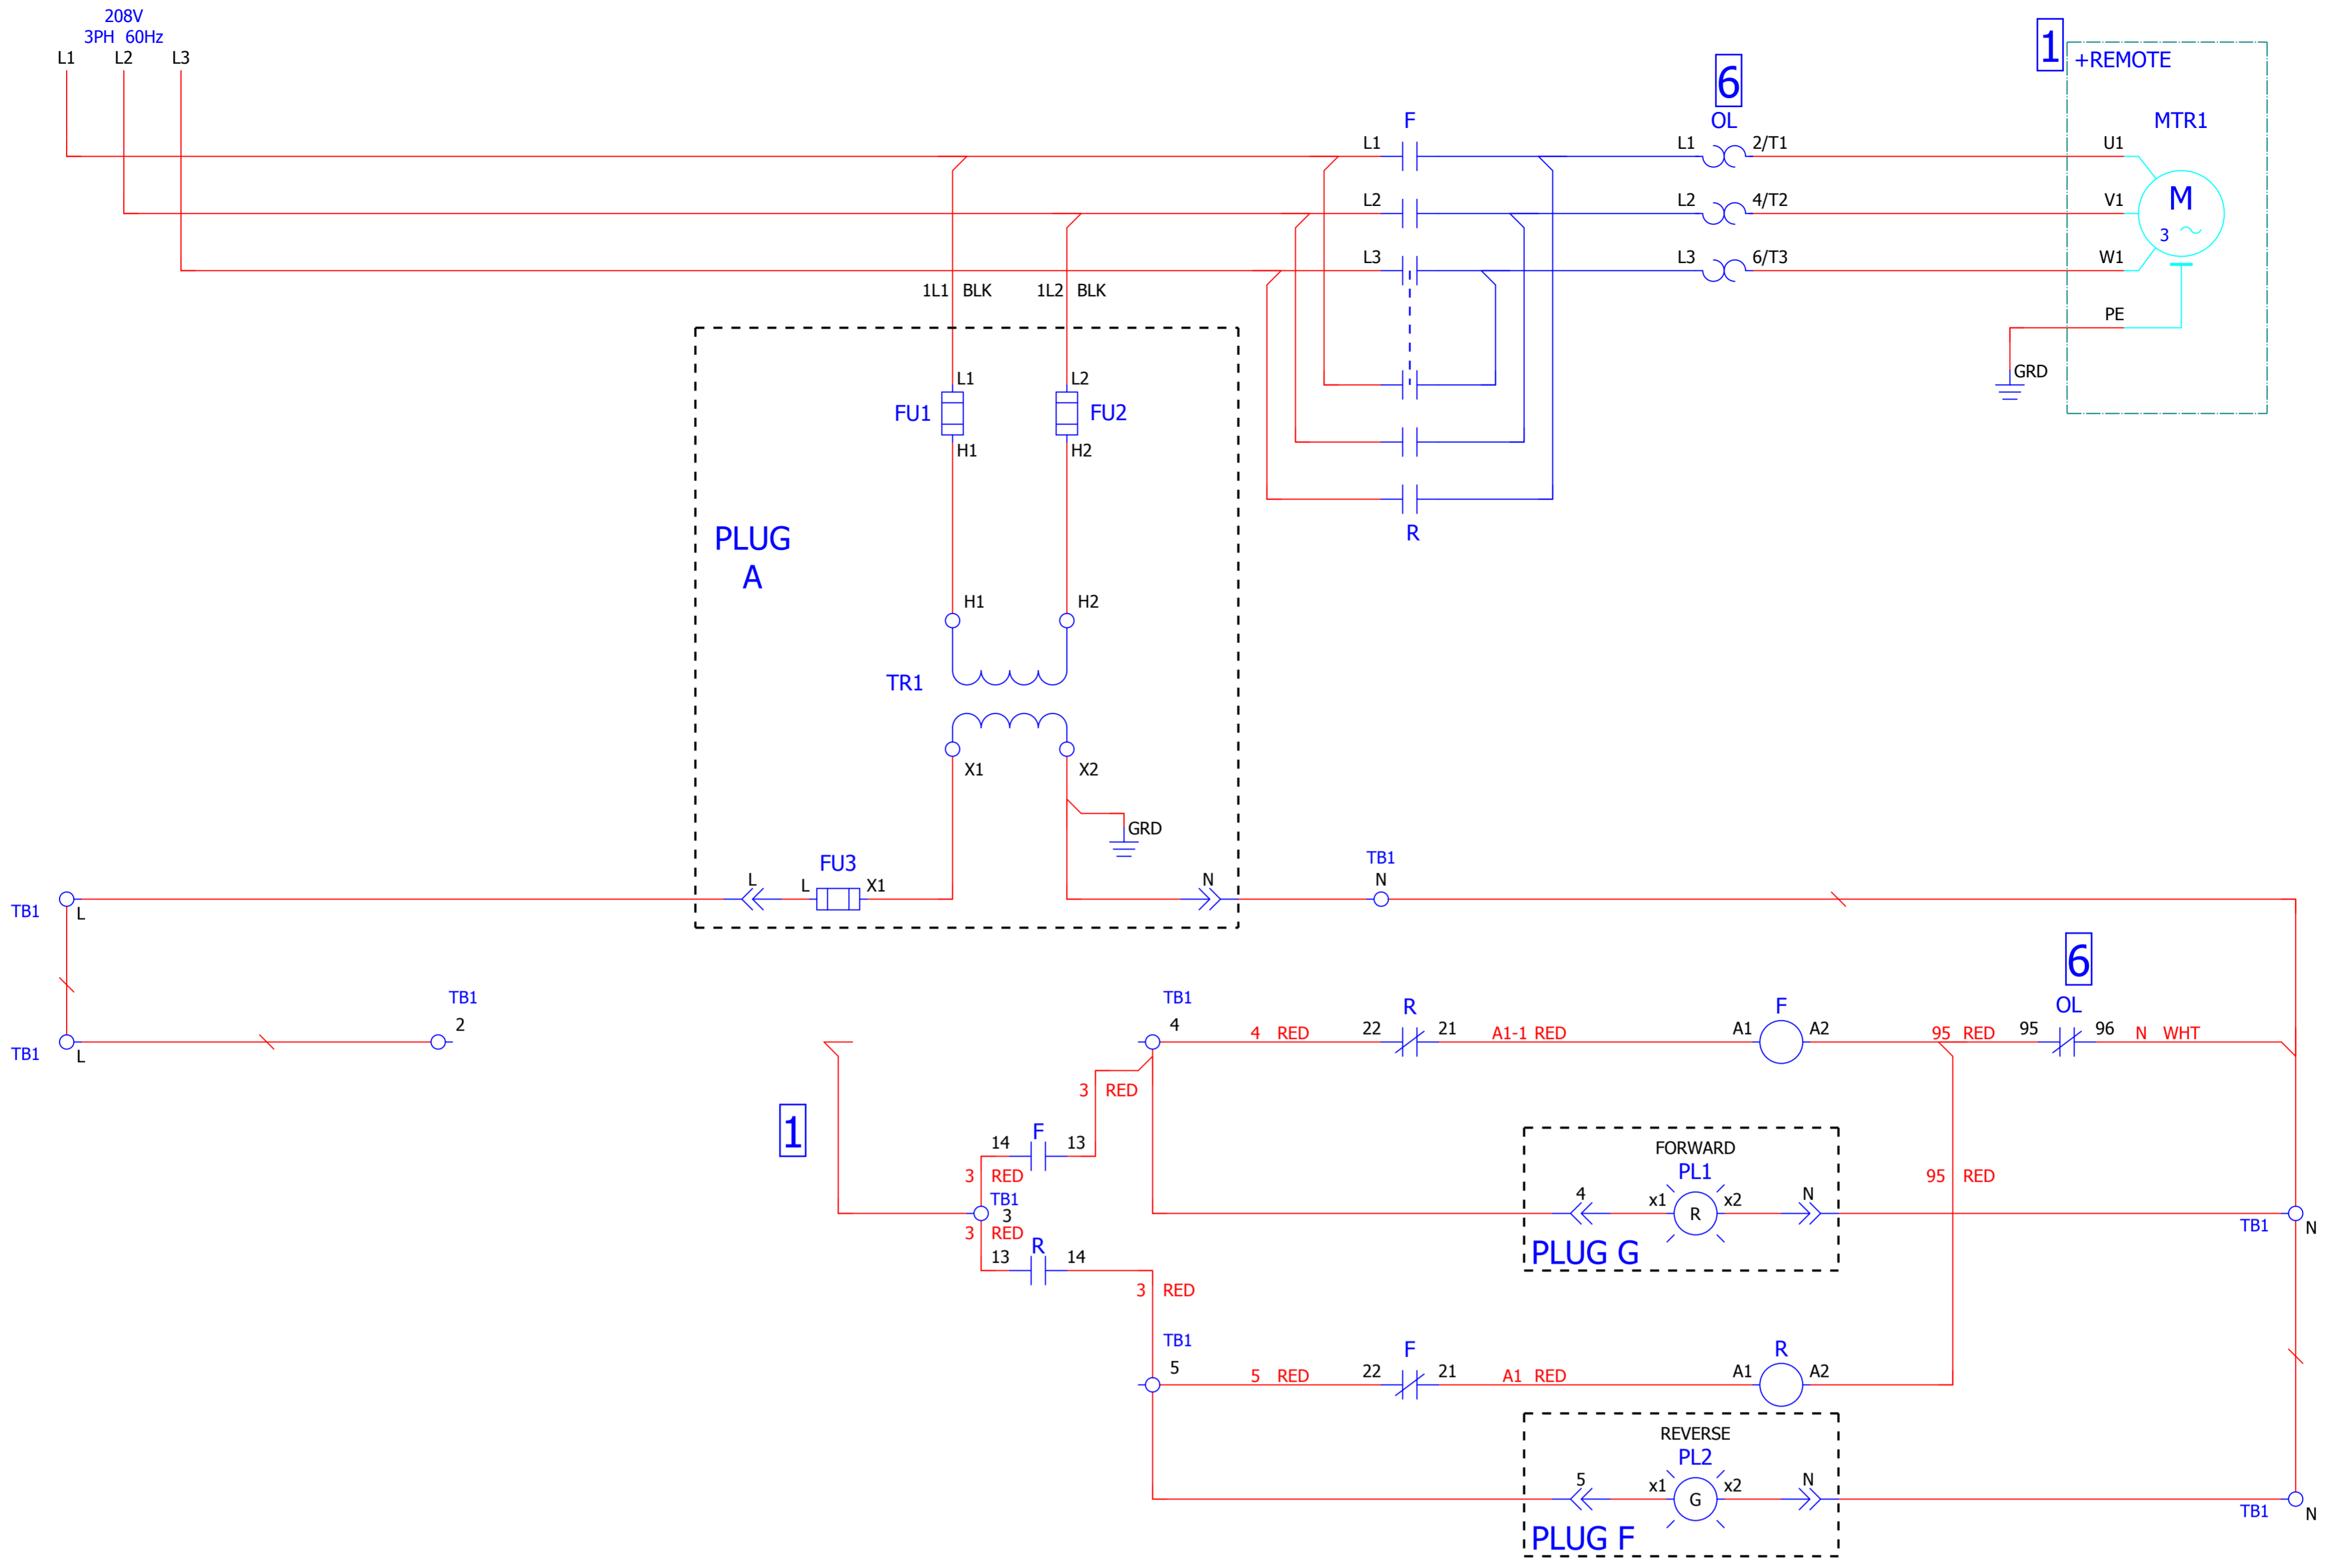 208V
3PH 60Hz
L1 L2 L3
1
+REMOTE
6
F
OL
MTR1
L1
L1
2/T1
U1
L2
L2
4/T2
V1
M
3
L3
L3
6/T3
W1
1L1 BLK
1L2 BLK
PE
GRD
L1
L2
FU1
FU2
H1
H2
R
PLUG
A
H1
H2
TR1
X1
X2
GRD
FU3
L
L
X1
N
TB1
N
TB1
L
6
TB1
2
TB1
4
R
F
OL
4 RED
22
21
A1-1 RED
A1
A2
95 RED
95
96
N WHT
TB1
L
3 RED
1
F
14
13
FORWARD
PL1
3 RED
95 RED
TB1
3
4
x1
R
x2
N
3 RED
TB1
N
R
PLUG G
13
14
3 RED
TB1
5
F
R
5 RED
22
21
A1 RED
A1
A2
REVERSE
PL2
5
x1
G
x2
N
TB1
N
PLUG F